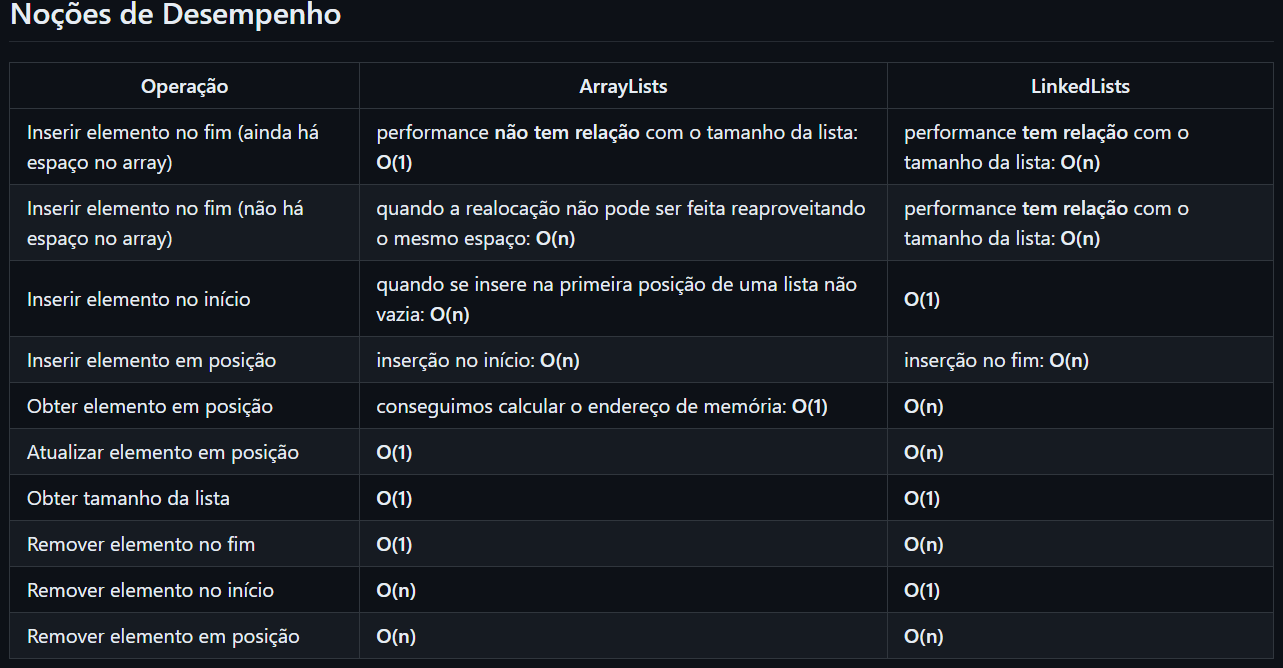 Noções de Desempenho
Operação ArrayLists LinkedLists
Inserir elemento no fim (ainda há
espaço no array)
performance não tem relação com o tamanho da lista:
O(1)
performance tem relação com o
tamanho da lista: O(n)
Inserir elemento no fim (não há
espaço no array)
quando a realocação não pode ser feita reaproveitando
o mesmo espaço: O(n)
performance tem relação com o
tamanho da lista: O(n)
Inserir elemento no início
quando se insere na primeira posição de uma lista não
vazia: O(n)
O(1)
Inserir elemento em posição inserção no início: O(n) inserção no fim: O(n)
Obter elemento em posição conseguimos calcular o endereço de memória: O(1) O(n)
Atualizar elemento em posição O(1) O(n)
Obter tamanho da lista O(1) O(1)
Remover elemento no fim O(1) O(n)
Remover elemento no início O(n) O(1)
Remover elemento em posição O(n) O(n)